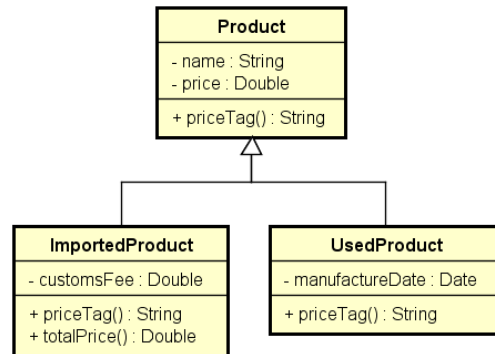 Product
- name : String
- price : Double
+ priceTag() : String
ImportedProduct
- customsFee : Double
+ priceTag() : String
+ totalPrice() : Double
UsedProduct
- manufactureDate : Date
+ priceTag() : String